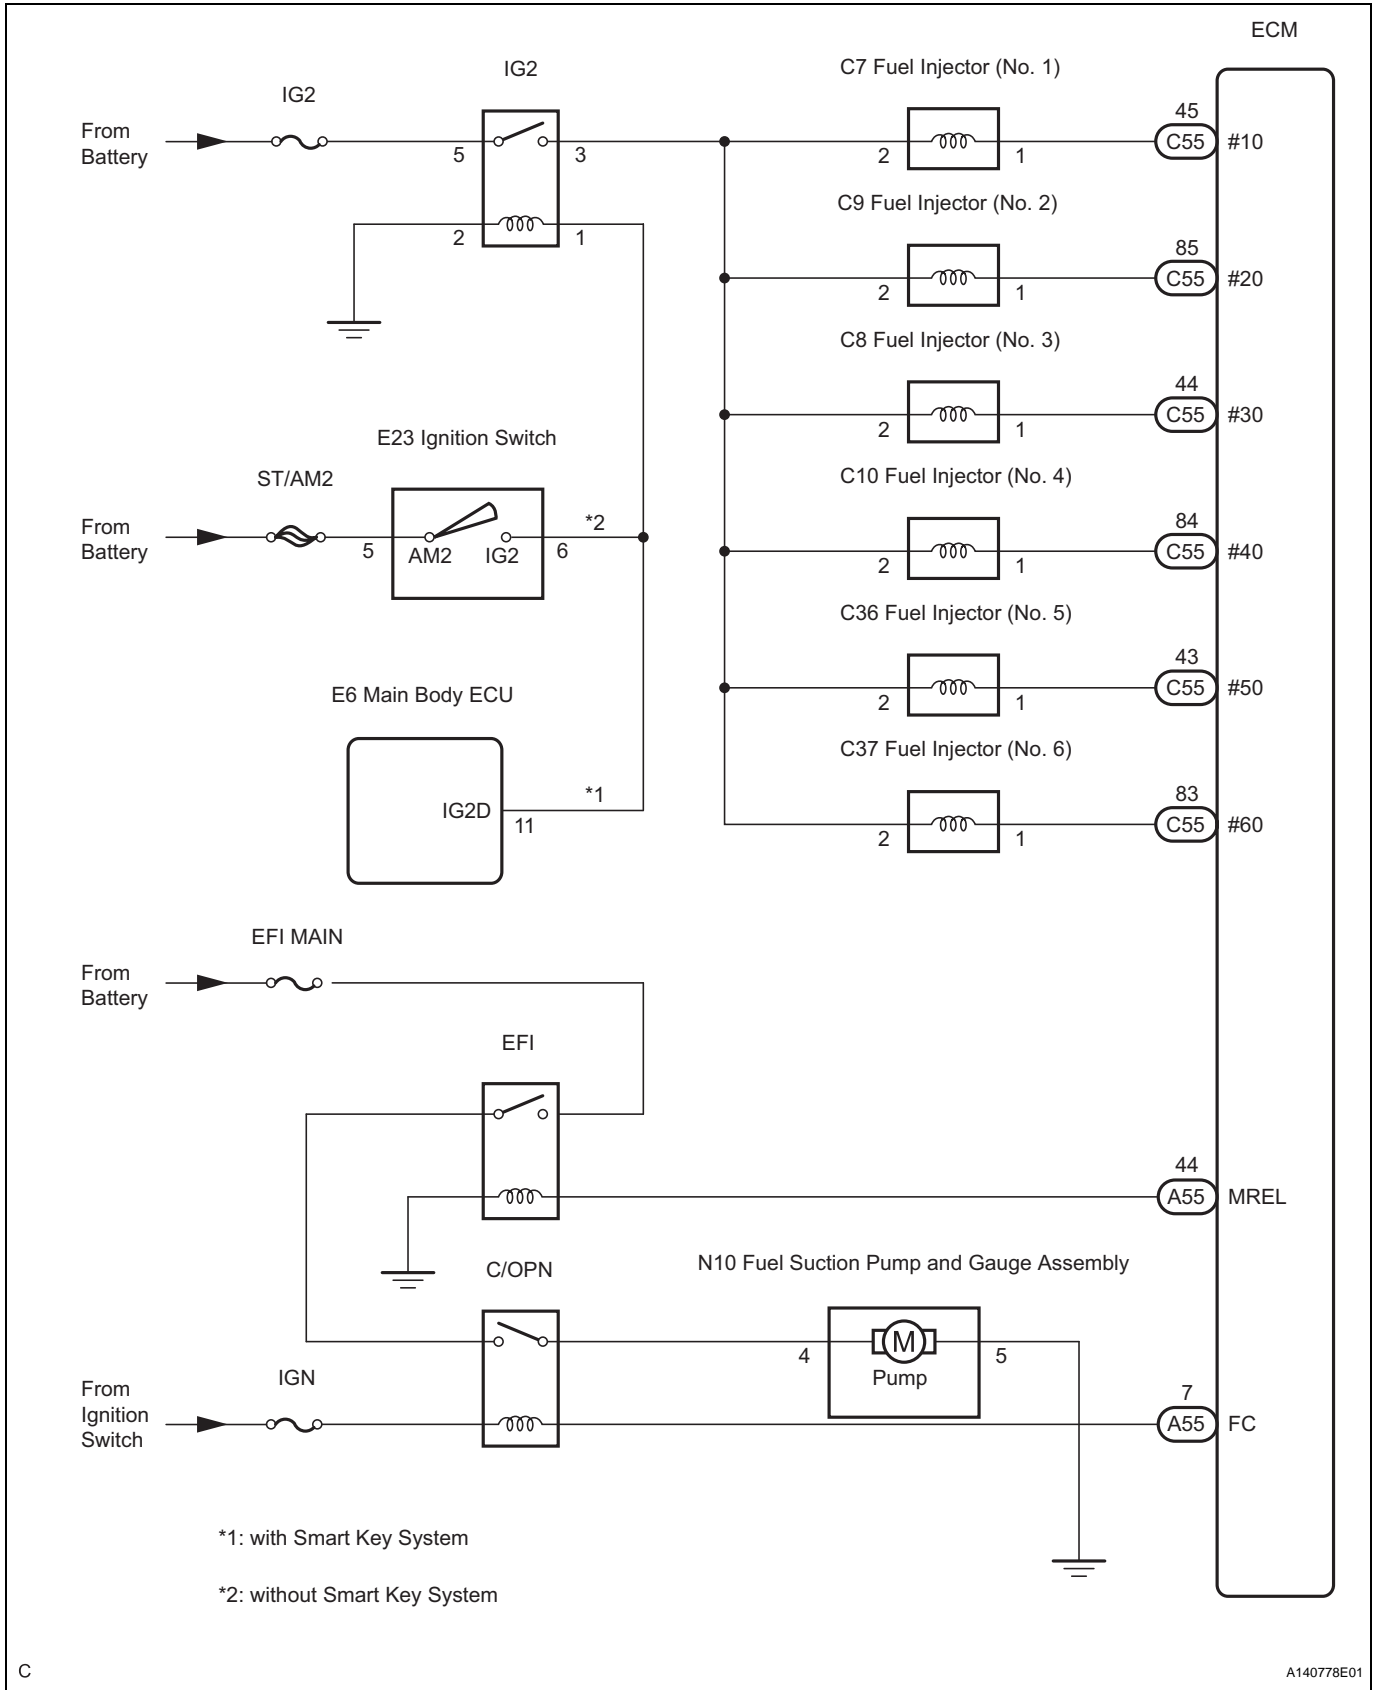 ECM
IG2
IG2
From
Battery
5
3
2
1
C7 Fuel Injector (No. 1)
2
1
45
C55
#10
C9 Fuel Injector (No. 2)
2
1
85
C55
#20
C8 Fuel Injector (No. 3)
2
1
44
C55
#30
E23 Ignition Switch
ST/AM2
From
Battery
5
AM2
IG2
6
*2
C10 Fuel Injector (No. 4)
2
1
84
C55
#40
C36 Fuel Injector (No. 5)
2
1
43
C55
#50
E6 Main Body ECU
IG2D
11
*1
C37 Fuel Injector (No. 6)
2
1
83
C55
#60
EFI MAIN
From
Battery
EFI
44
A55
MREL
C/OPN
N10 Fuel Suction Pump and Gauge Assembly
4
M
Pump
5
IGN
From
Ignition
Switch
7
A55
FC
*1: with Smart Key System
*2: without Smart Key System
C
A140778E01